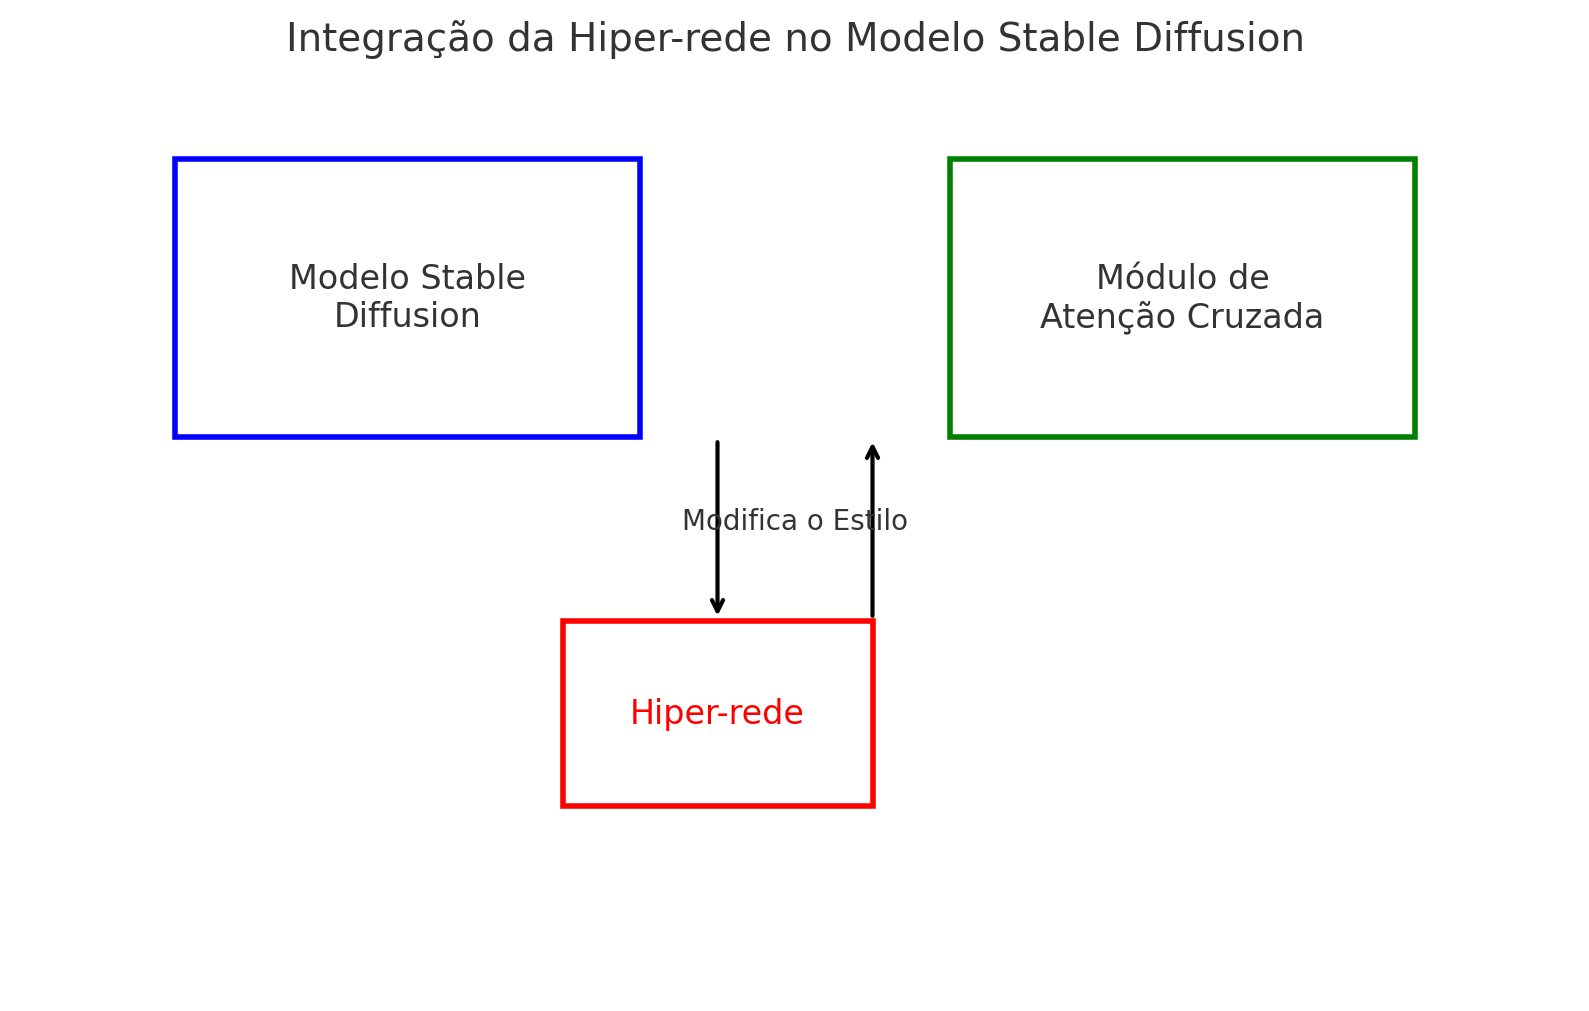 Integração da Hiper-rede no Modelo Stable Diffusion
Modelo Stable
Diffusion
Módulo de
Atenção Cruzada
Modifica o Estilo
Hiper-rede